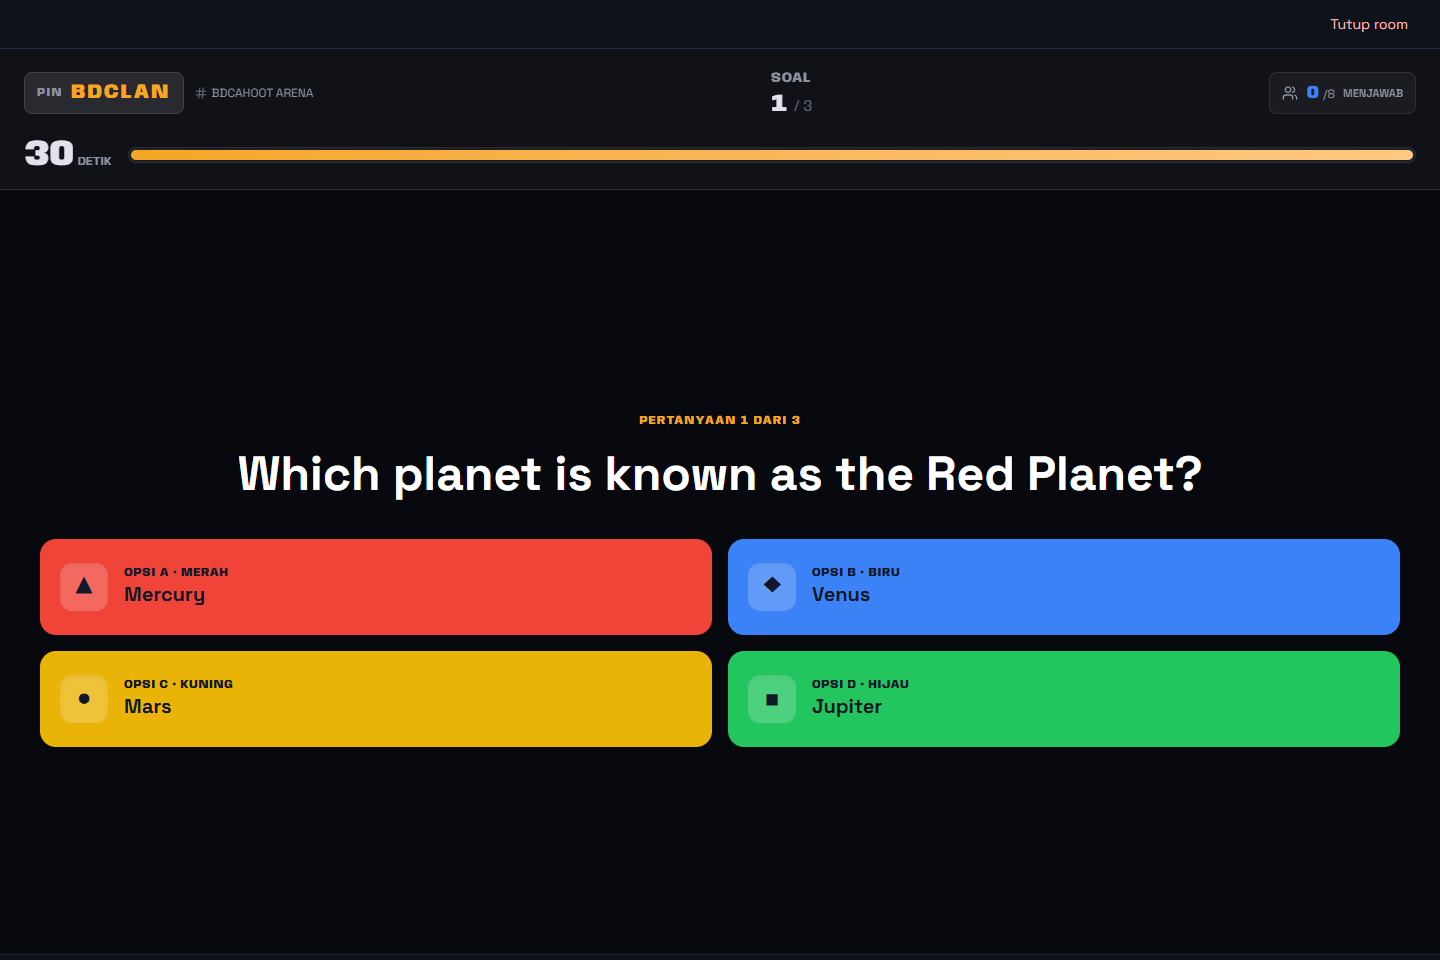 Tutup room
PIN BDCLAN
# BDCAHOOT ARENA
SOAL
1 / 3
0 /8 MENJAWAB
30 DETIK
PERTANYAAN 1 DARI 3
Which planet is known as the Red Planet?
OPSI A · MERAH
Mercury
OPSI B · BIRU
Venus
OPSI C · KUNING
Mars
OPSI D · HIJAU
Jupiter